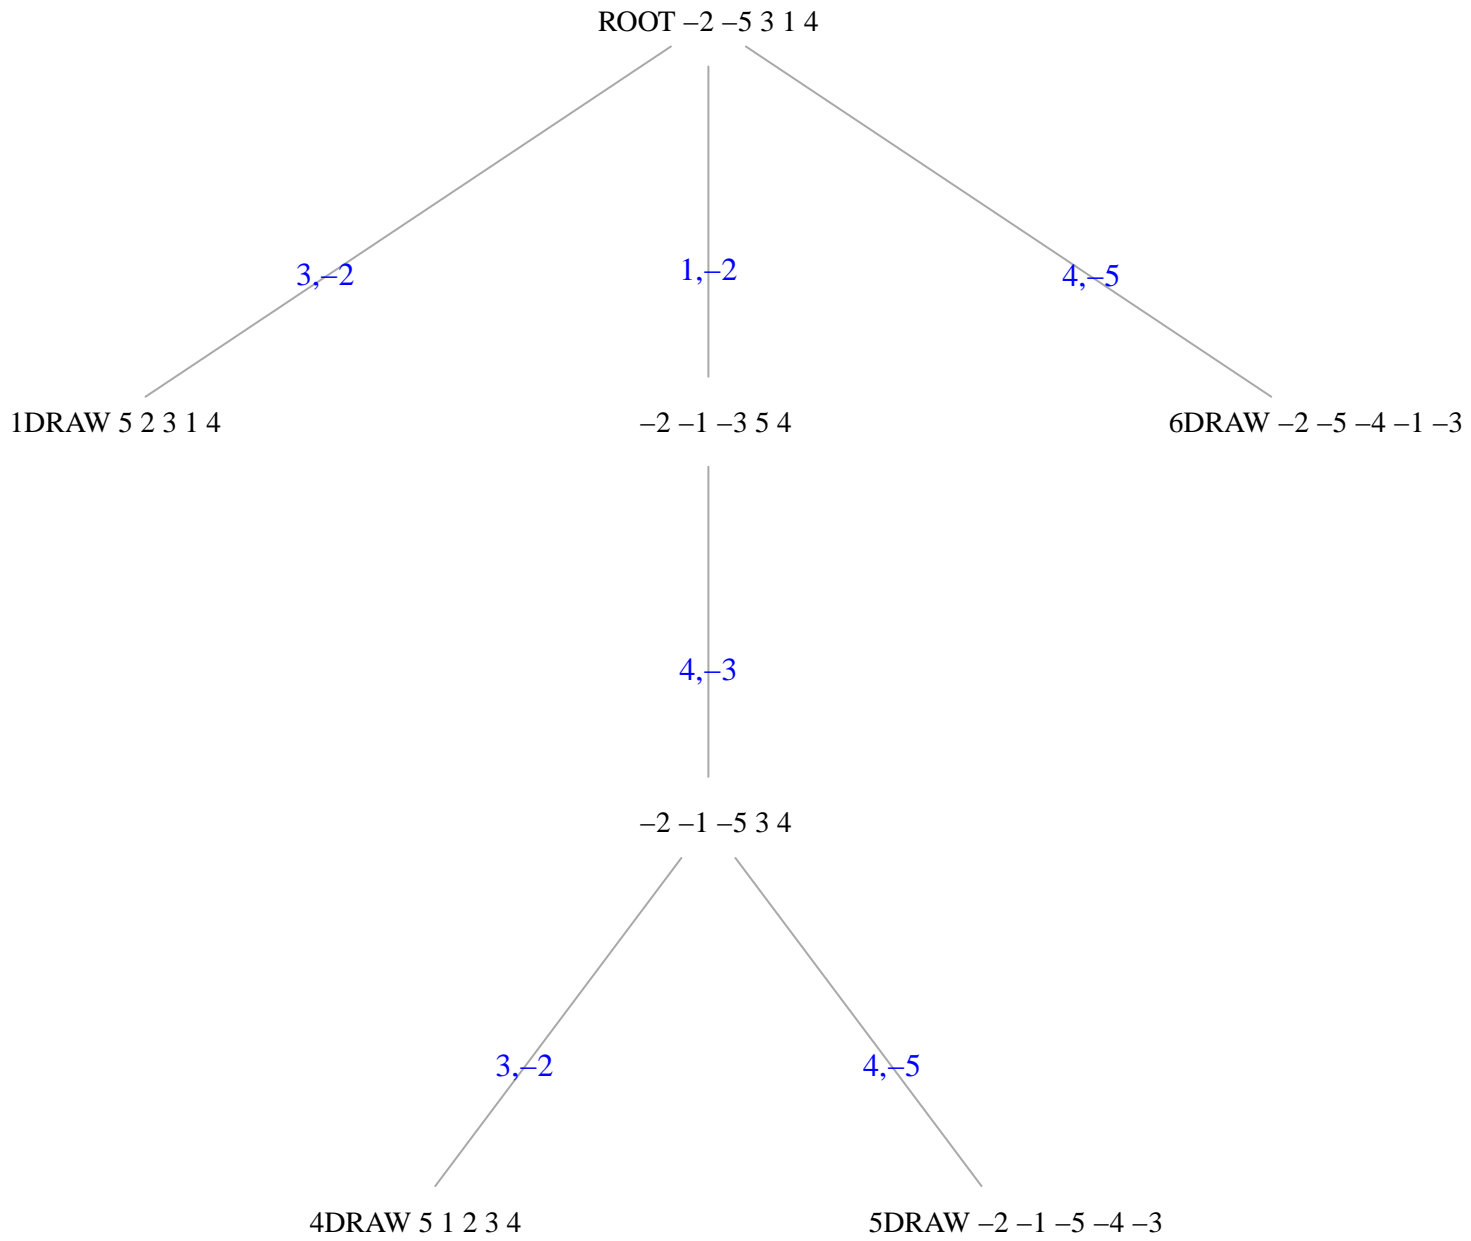 ROOT –2 –5 3 1 4
3,–2
1,–2
4,–5
1DRAW 5 2 3 1 4
–2 –1 –3 5 4
6DRAW –2 –5 –4 –1 –3
4,–3
–2 –1 –5 3 4
3,–2
4,–5
4DRAW 5 1 2 3 4
5DRAW –2 –1 –5 –4 –3